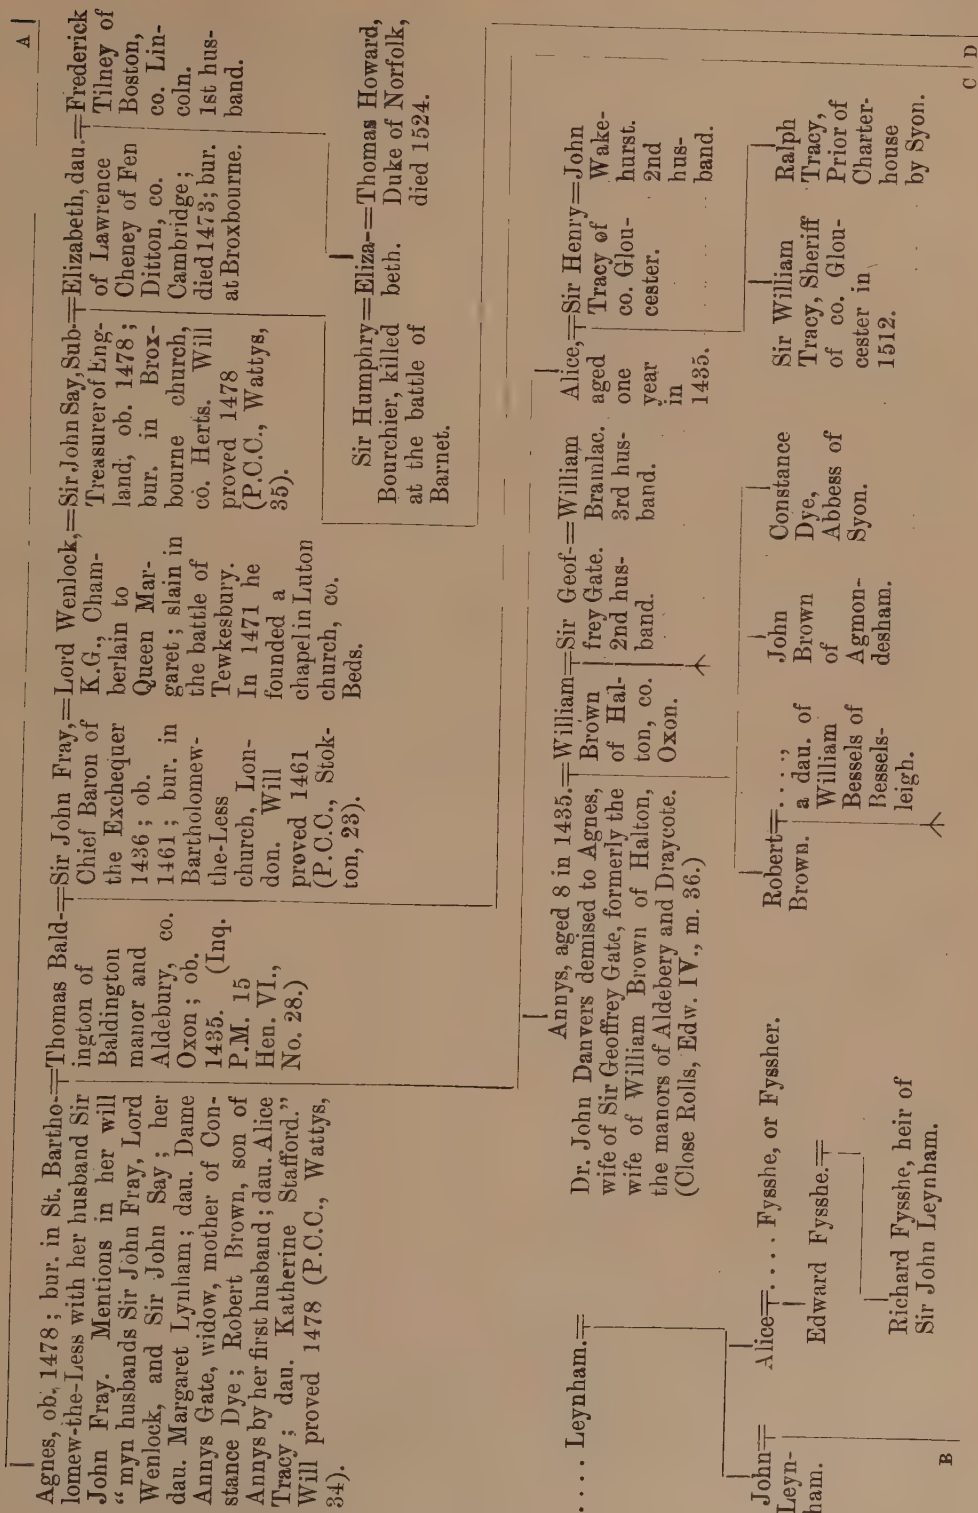 A
Agnes, ob. 1478; bur. in St. Bartho-
lomew-the-Less with her husband Sir
John Fray. Mentions in her will
“myn husbands Sir John Fray, Lord
Wenlock, and Sir John Say; her
dau. Margaret Lynham; dau. Dame
Annys Gate, widow, mother of Con-
stance Dye; Robert Brown, son of
Annys by her first husband; dau. Alice
Tracy; dau. Katherine Stafford.”
Will proved 1478 (P.C.C., Wattys,
34).
=Thomas Bald-
ington of
Baldington
manor and
Aldebury, co.
Oxon; ob.
1435. (Inq.
P.M. 15
Hen. VI.,
No. 28.)
=Sir John Fray,
Chief Baron of
the Exchequer
1436; ob.
1461; bur. in
Bartholomew-
the-Less
church, Lon-
don. Will
proved 1461
(P.C.C., Stok-
ton, 23).
=Lord Wenlock,
K.G., Cham-
berlain to
Queen Mar-
garet; slain in
the battle of
Tewkesbury.
In 1471 he
founded a
chapel in Luton
church, co.
Beds.
=Sir John Say, Sub-
Treasurer of Eng-
land, ob. 1478;
bur. in Brox-
bourne church,
co. Herts. Will
proved 1478
(P.C.C., Wattys,
35).
=Elizabeth, dau.
of Lawrence
Cheney of Fen
Ditton, co.
Cambridge;
died 1473; bur.
at Broxbourne.
=Frederick
Tilney of
Boston,
co. Lin-
coln.
1st hus-
band.
Sir Humphry
Bourchier, killed
at the battle of
Barnet.
=Eliza-
beth.
=Thomas Howard,
Duke of Norfolk,
died 1524.
Annys, aged 8 in 1435.
Dr. John Danvers demised to Agnes,
wife of Sir Geoffrey Gate, formerly the
wife of William Brown of Halton,
the manors of Aldebery and Draycote.
(Close Rolls, Edw. IV., m. 36.)
=William
Brown
of Hal-
ton, co.
Oxon.
=Sir Geof-
frey Gate.
2nd hus-
band.
=William
Brainlac.
3rd hus-
band.
Alice,
aged
one
year
in
1435.
=Sir Henry
Tracy of
co. Glou-
cester.
=John
Wake-
hurst.
2nd
hus-
band.
..... Leynham.=
John
Leyn-
ham.
=
Alice=.... Fysshe, or Fyssher.
Edward Fysshe.=
Richard Fysshe, heir of
Sir John Leynham.
Robert
Brown.
=....,
a dau. of
William
Bessels of
Bessels-
leigh.
John
Brown
of
Agmon-
desham.
Constance
Dye,
Abbess of
Syon.
Sir William
Tracy, Sheriff
of co. Glou-
cester in
1512.
Ralph
Tracy,
Prior of
Charter-
house
by Syon.
B
C
D